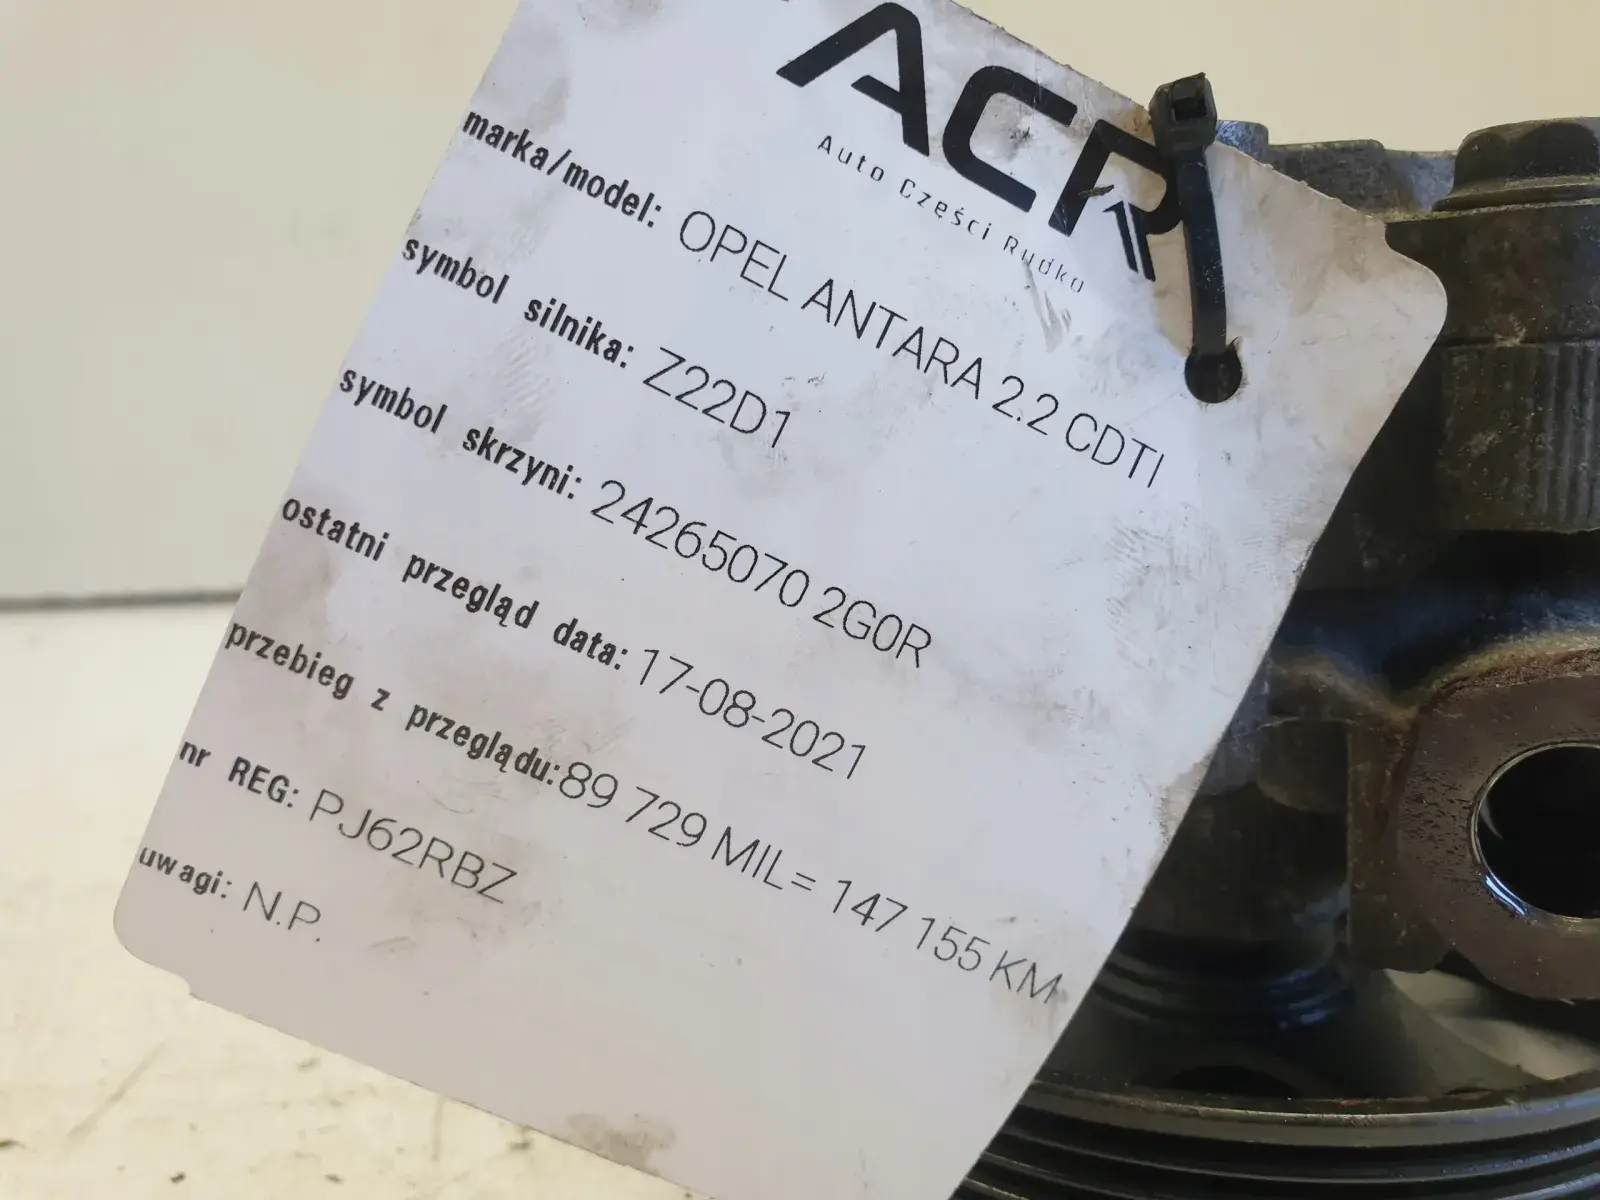 ACR
Auto Części Rudka
marka/model: OPEL ANTARA 2.2 CDTI
symbol silnika: Z22D1
symbol skrzyni: 24265070 2G0R
ostatni przegląd data: 17-08-2021
przebieg z przeglądu: 89 729 MIL= 147 155 KM
nr REG: PJ62RBZ
uwagi: N.P.